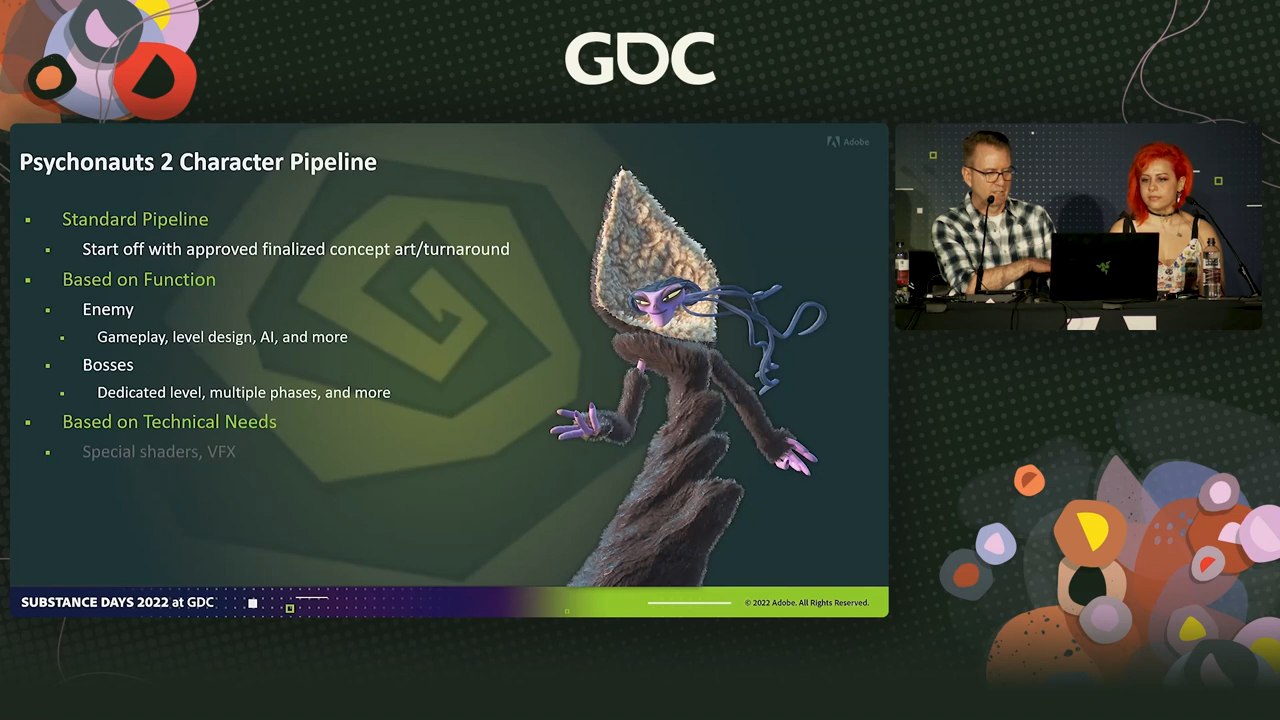 GDC
Adobe
Psychonauts 2 Character Pipeline
Standard Pipeline
Start off with approved finalized concept art/turnaround
Based on Function
Enemy
Gameplay, level design, AI, and more
Bosses
Dedicated level, multiple phases, and more
Based on Technical Needs
Special shaders, VFX
SUBSTANCE DAYS 2022 at GDC
© 2022 Adobe. All Rights Reserved.